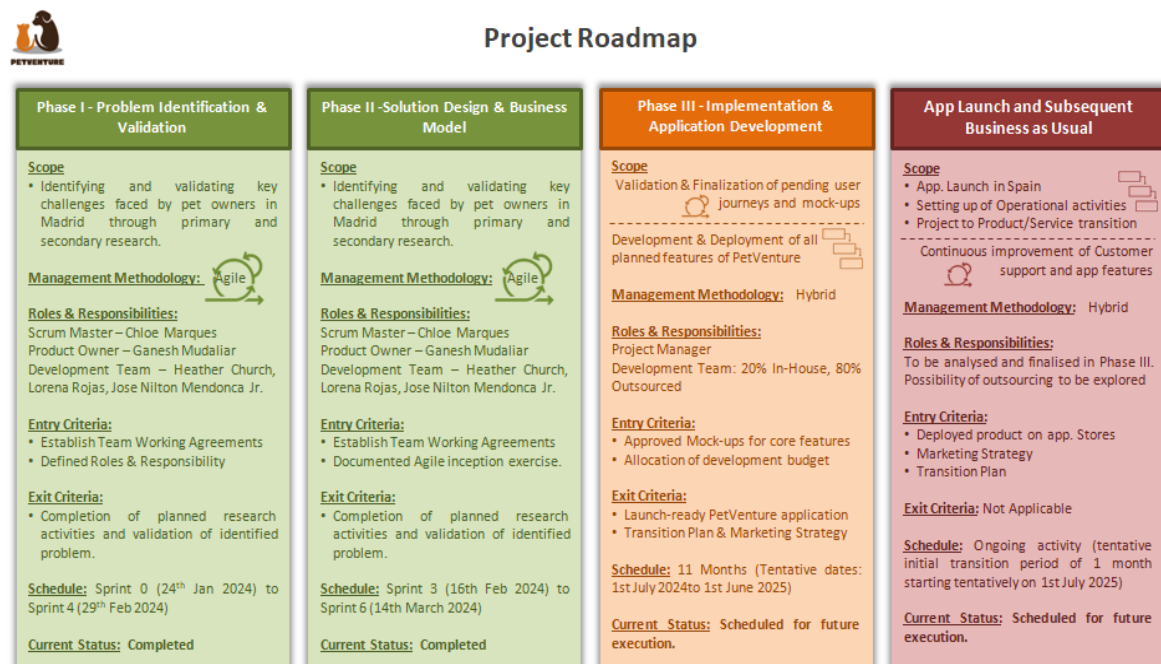 PETVENTURE
Project Roadmap
Phase I - Problem Identification &
Validation
Scope
• Identifying and validating key
challenges faced by pet owners in
Madrid through primary and
secondary research.
Management Methodology: Agile
Roles & Responsibilities:
Scrum Master – Chloe Marques
Product Owner – Ganesh Mudaliar
Development Team – Heather Church,
Lorena Rojas, Jose Nilton Mendonca Jr.
Entry Criteria:
• Establish Team Working Agreements
• Defined Roles & Responsibility
Exit Criteria:
• Completion of planned research
activities and validation of identified
problem.
Schedule: Sprint 0 (24th Jan 2024) to
Sprint 4 (29th Feb 2024)
Current Status: Completed
Phase II -Solution Design & Business
Model
Scope
• Identifying and validating key
challenges faced by pet owners in
Madrid through primary and
secondary research.
Management Methodology: Agile
Roles & Responsibilities:
Scrum Master – Chloe Marques
Product Owner – Ganesh Mudaliar
Development Team – Heather Church,
Lorena Rojas, Jose Nilton Mendonca Jr.
Entry Criteria:
• Establish Team Working Agreements
• Documented Agile inception exercise.
Exit Criteria:
• Completion of planned research
activities and validation of identified
problem.
Schedule: Sprint 3 (16th Feb 2024) to
Sprint 6 (14th March 2024)
Current Status: Completed
Phase III - Implementation &
Application Development
Scope
Validation & Finalization of pending user
journeys and mock-ups
Development & Deployment of all
planned features of PetVenture
Management Methodology: Hybrid
Roles & Responsibilities:
Project Manager
Development Team: 20% In-House, 80%
Outsourced
Entry Criteria:
• Approved Mock-ups for core features
• Allocation of development budget
Exit Criteria:
• Launch-ready PetVenture application
• Transition Plan & Marketing Strategy
Schedule: 11 Months (Tentative dates:
1st July 2024to 1st June 2025)
Current Status: Scheduled for future
execution.
App Launch and Subsequent
Business as Usual
Scope
• App. Launch in Spain
• Setting up of Operational activities
• Project to Product/Service transition
Continuous improvement of Customer
support and app features
Management Methodology: Hybrid
Roles & Responsibilities:
To be analysed and finalised in Phase III.
Possibility of outsourcing to be explored
Entry Criteria:
• Deployed product on app. Stores
• Marketing Strategy
• Transition Plan
Exit Criteria: Not Applicable
Schedule: Ongoing activity (tentative
initial transition period of 1 month
starting tentatively on 1st July 2025)
Current Status: Scheduled for future
execution.